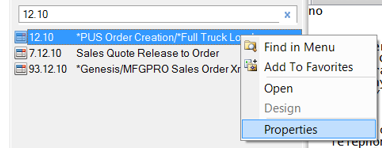 12.10 x
no
12.10 *PUS Order Creation/*Full Truck
7.12.10 Sales Quote Release to Order
93.12.10 *Genesis/MFGPRO Sales Order
Find in Menu
Add To Favorites
Open
Design
Properties